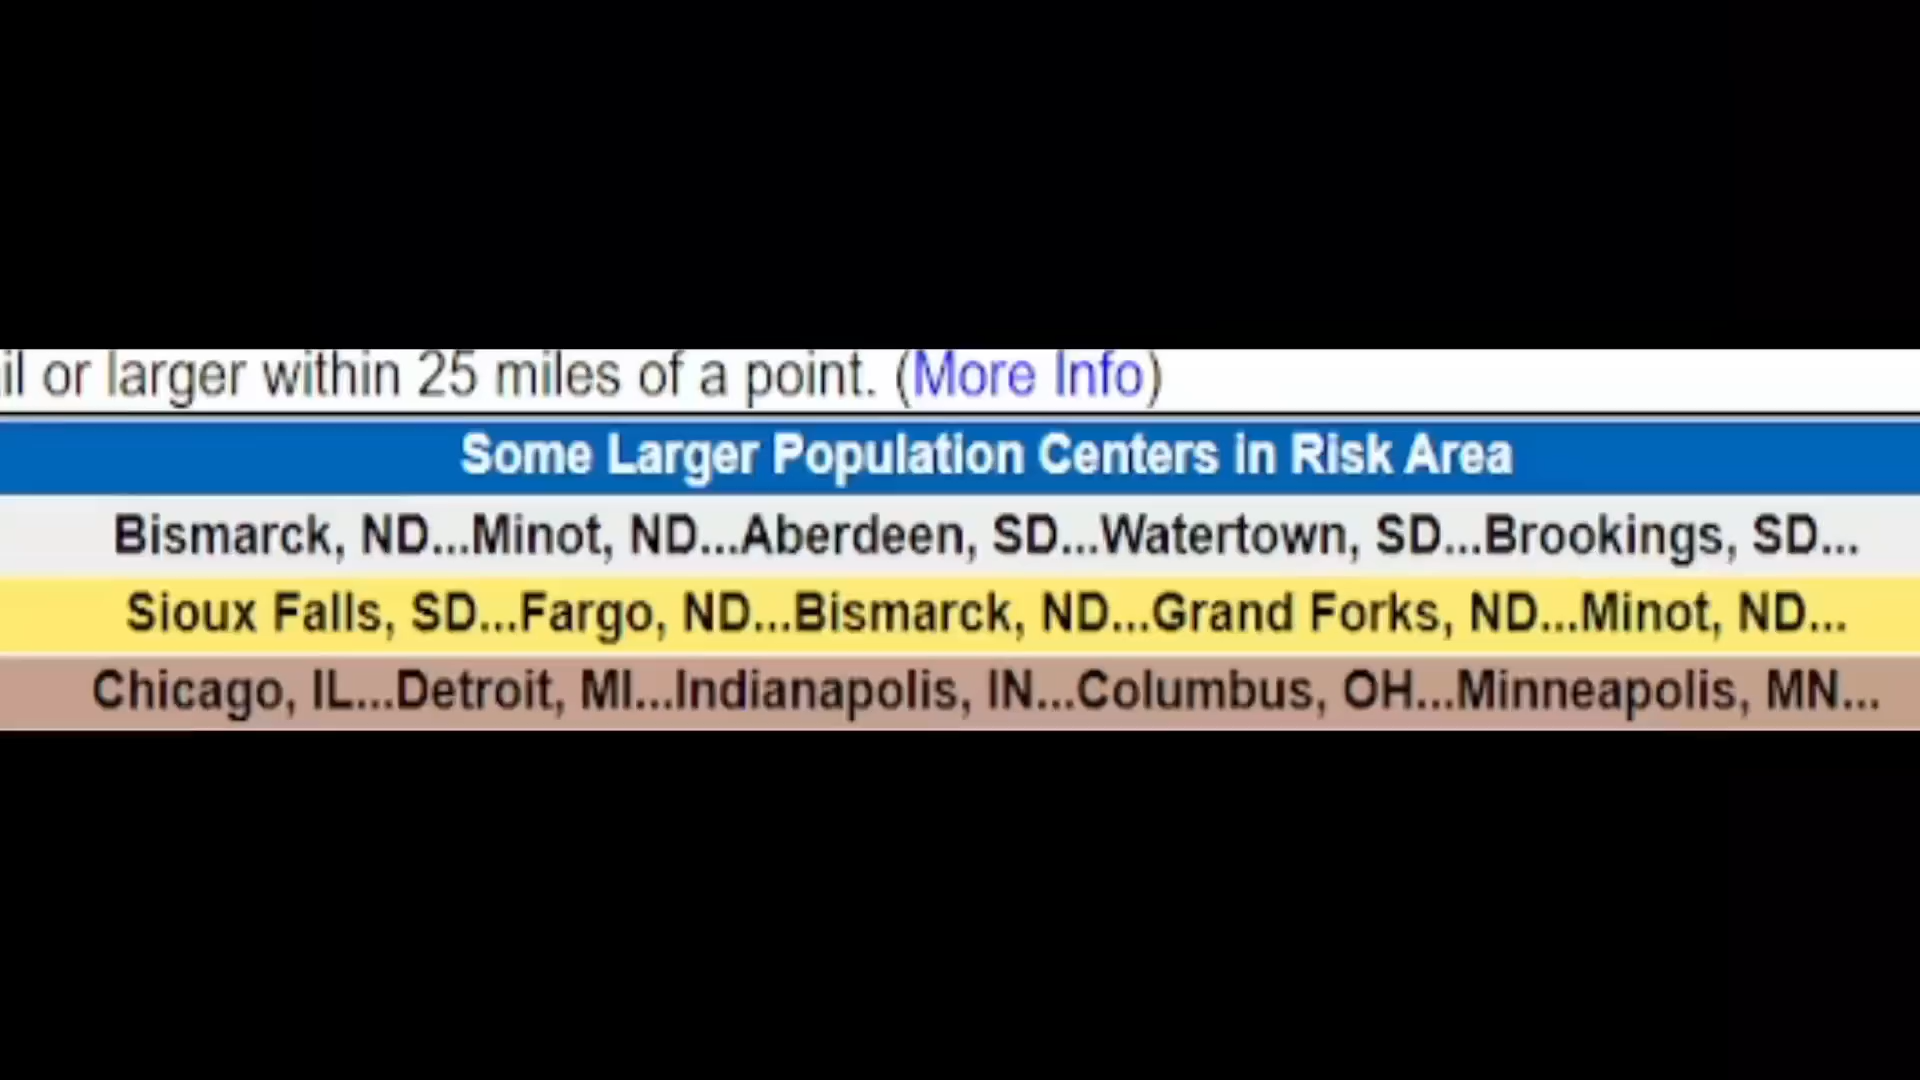 or larger within 25 miles of a point. (More Info)
Some Larger Population Centers in Risk Area
Bismarck, ND...Minot, ND...Aberdeen, SD...Watertown, SD...Brookings, SD...
Sioux Falls, SD...Fargo, ND...Bismarck, ND...Grand Forks, ND...Minot, ND...
Chicago, IL...Detroit, MI...Indianapolis, IN...Columbus, OH...Minneapolis, MN...